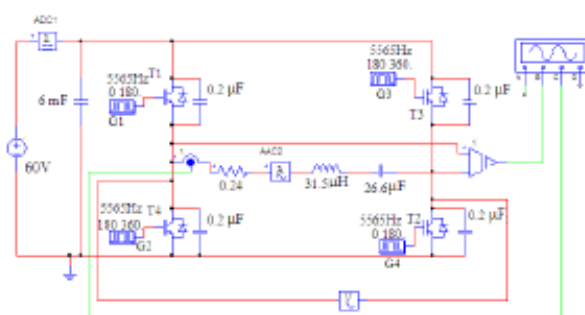 ADC1
5565Hz
0 180.
T1
0.2 µF
G1
5565Hz
180 360.
G3
0.2 µF
T3
6 mF
60V
AAC2
0.24
31.5µH
26.6µF
5565Hz
180 360.
T4
0.2 µF
G2
5565Hz
0 180.
T2
0.2 µF
G4
V